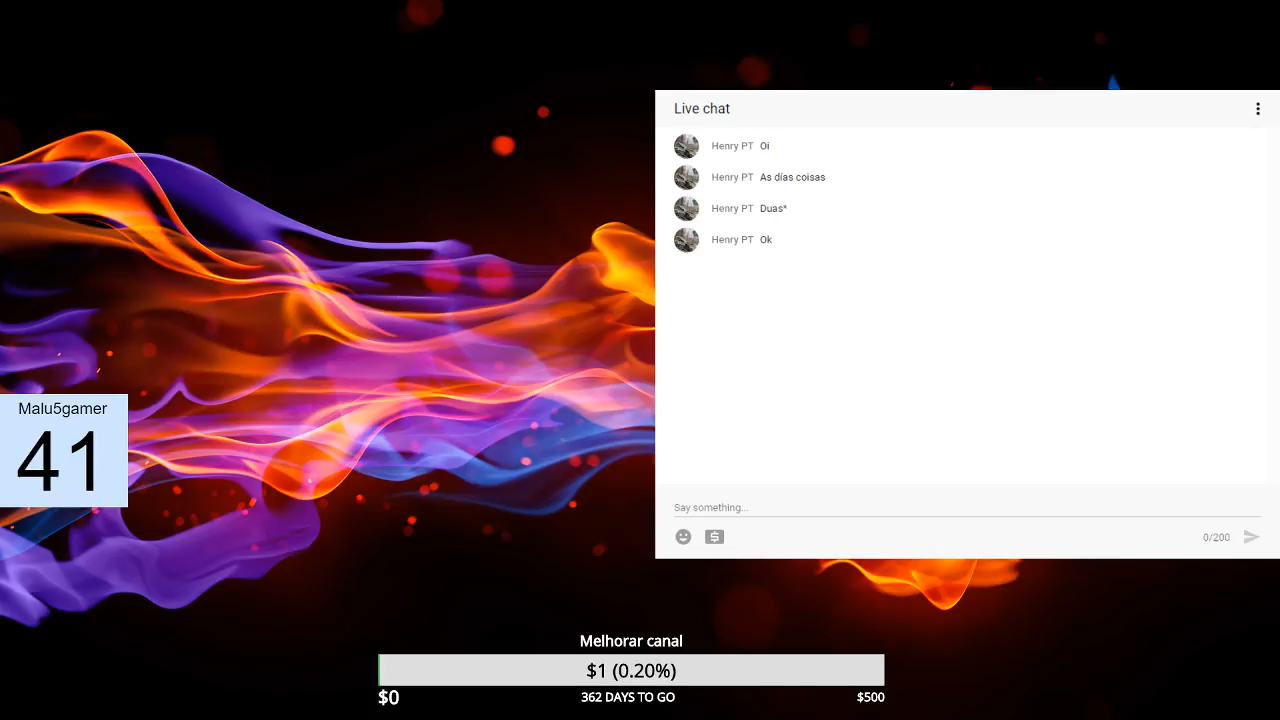 Live chat
Henry PT Oi
Henry PT As días coisas
Henry PT Duas*
Henry PT Ok
Malu5gamer
41
Say something...
0/200
Melhorar canal
$1 (0.20%)
$0 362 DAYS TO GO $500